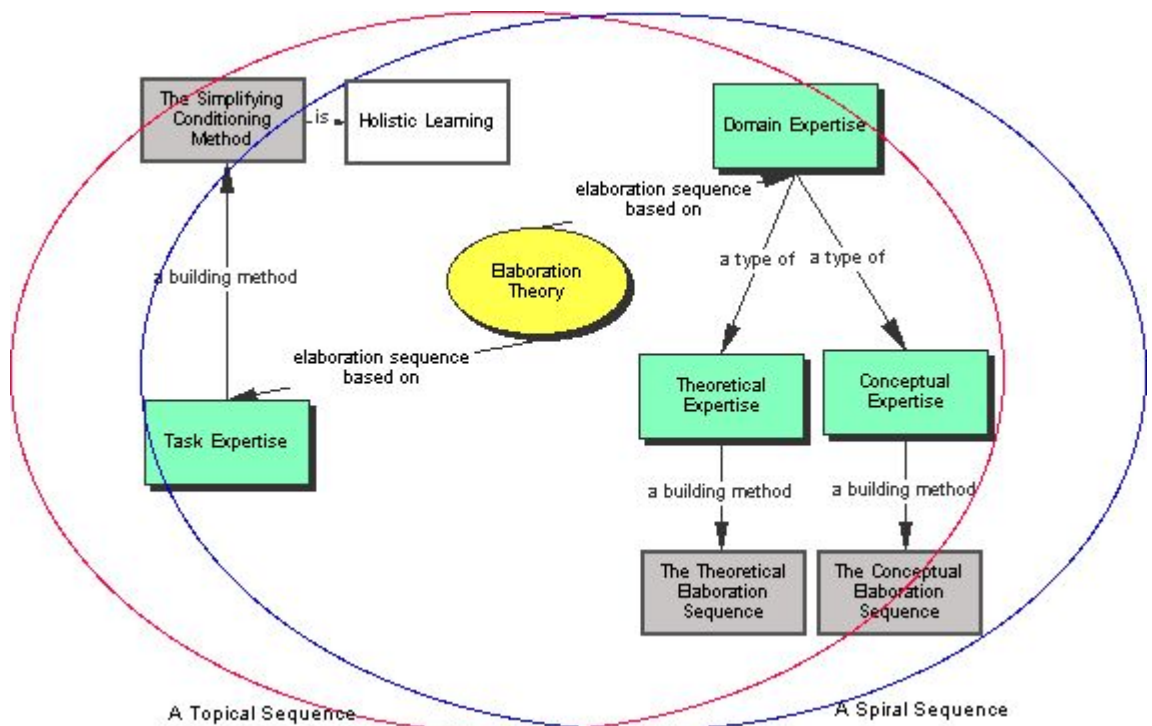 The Simplifying
Conditioning
Method
is
Holistic Learning
Domain Expertise
elaboration sequence
based on
Elaboration
Theory
a building method
a type of
a type of
elaboration sequence
based on
Task Expertise
Theoretical
Expertise
Conceptual
Expertise
a building method
a building method
The Theoretical
Elaboration
Sequence
The Conceptual
Elaboration
Sequence
A Topical Sequence
A Spiral Sequence